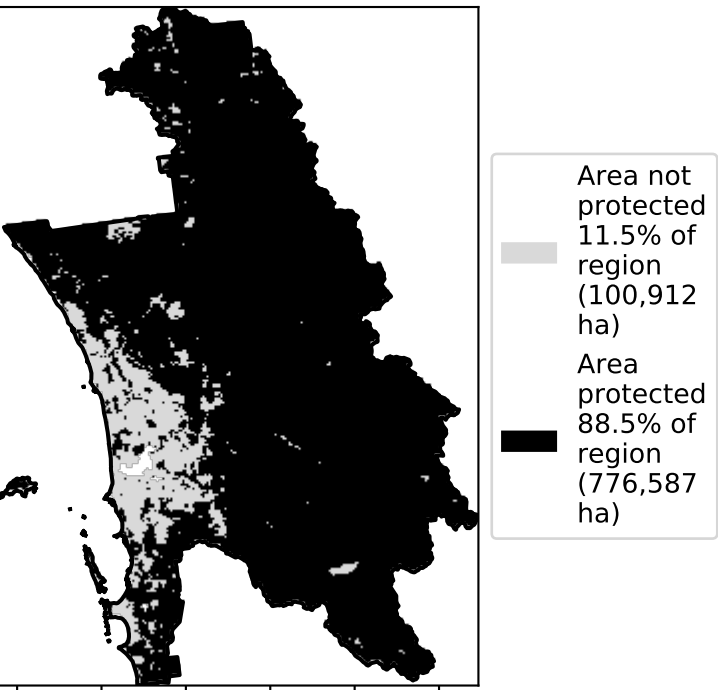 Area not
protected
11.5% of
region
(100,912
ha)
Area
protected
88.5% of
region
(776,587
ha)